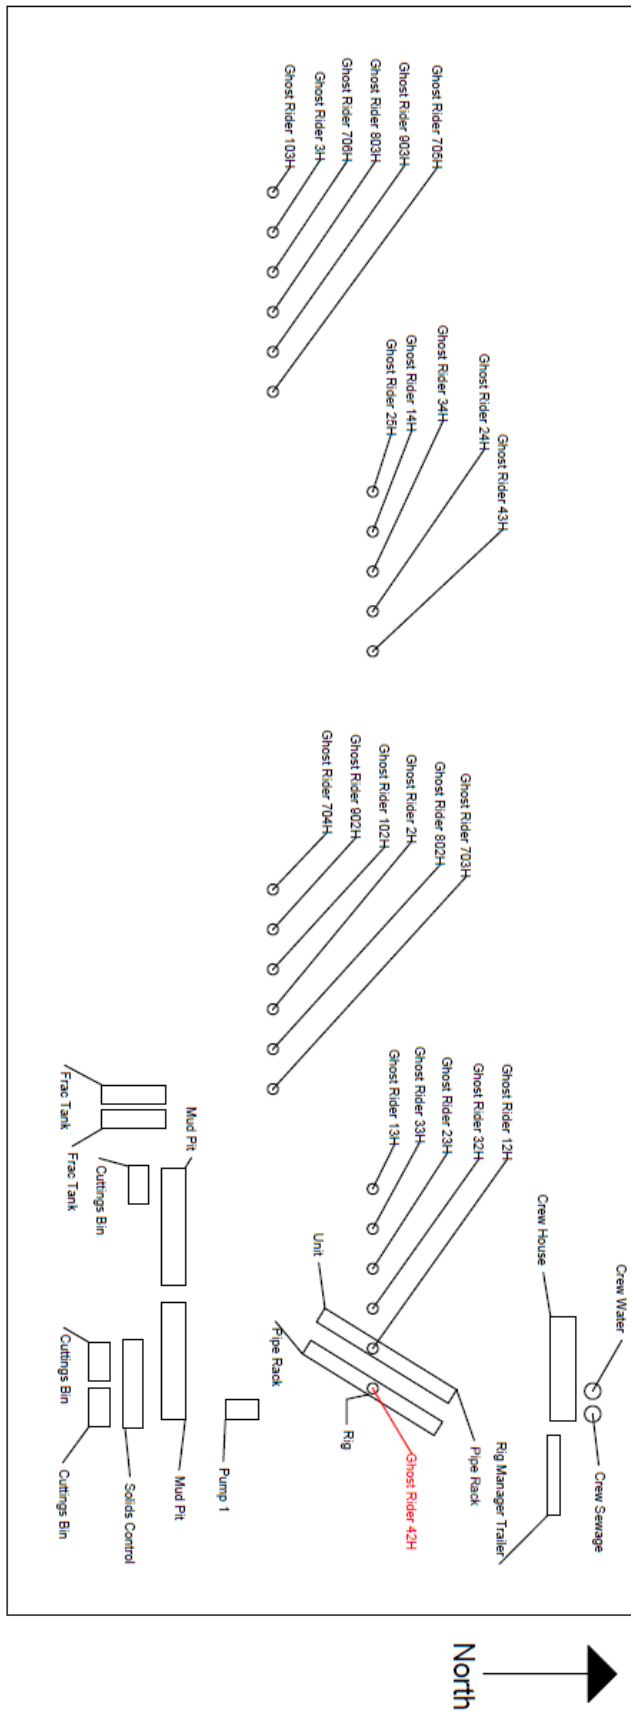 Ghost Rider 705H
Ghost Rider 903H
Ghost Rider 803H
Ghost Rider 706H
Ghost Rider 3H
Ghost Rider 103H
Ghost Rider 43H
Ghost Rider 24H
Ghost Rider 34H
Ghost Rider 14H
Ghost Rider 25H
Ghost Rider 703H
Ghost Rider 802H
Ghost Rider 2H
Ghost Rider 102H
Ghost Rider 902H
Ghost Rider 704H
Ghost Rider 12H
Ghost Rider 32H
Ghost Rider 23H
Ghost Rider 33H
Ghost Rider 13H
Crew Water
Crew House
Unit
Mud Pit
Cuttings Bin
Frac Tank
Frac Tank
Crew Sewage
Rig Manager Trailer
Pipe Rack
Ghost Rider 42H
Rig
Pipe Rack
Pump 1
Mud Pit
Solids Control
Cuttings Bin
Cuttings Bin
North